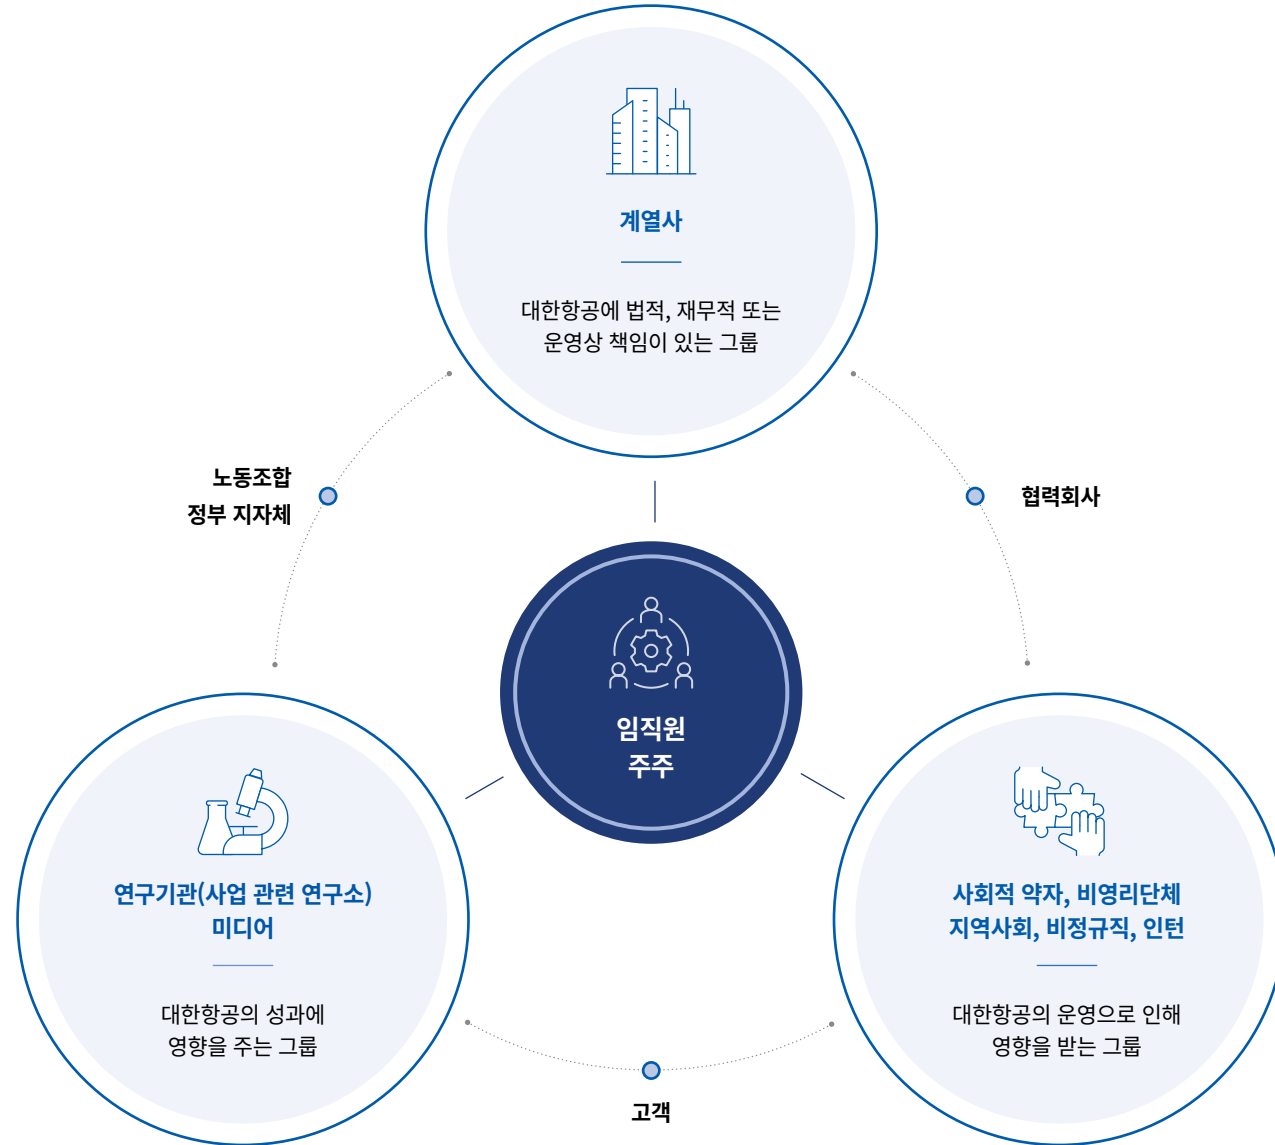 계열사
대한항공에 법적, 재무적 또는
운영상 책임이 있는 그룹
노동조합
정부 지자체
협력회사
임직원
주주
연구기관(사업 관련 연구소)
미디어
대한항공의 성과에
영향을 주는 그룹
사회적 약자, 비영리단체
지역사회, 비정규직, 인턴
대한항공의 운영으로 인해
영향을 받는 그룹
고객